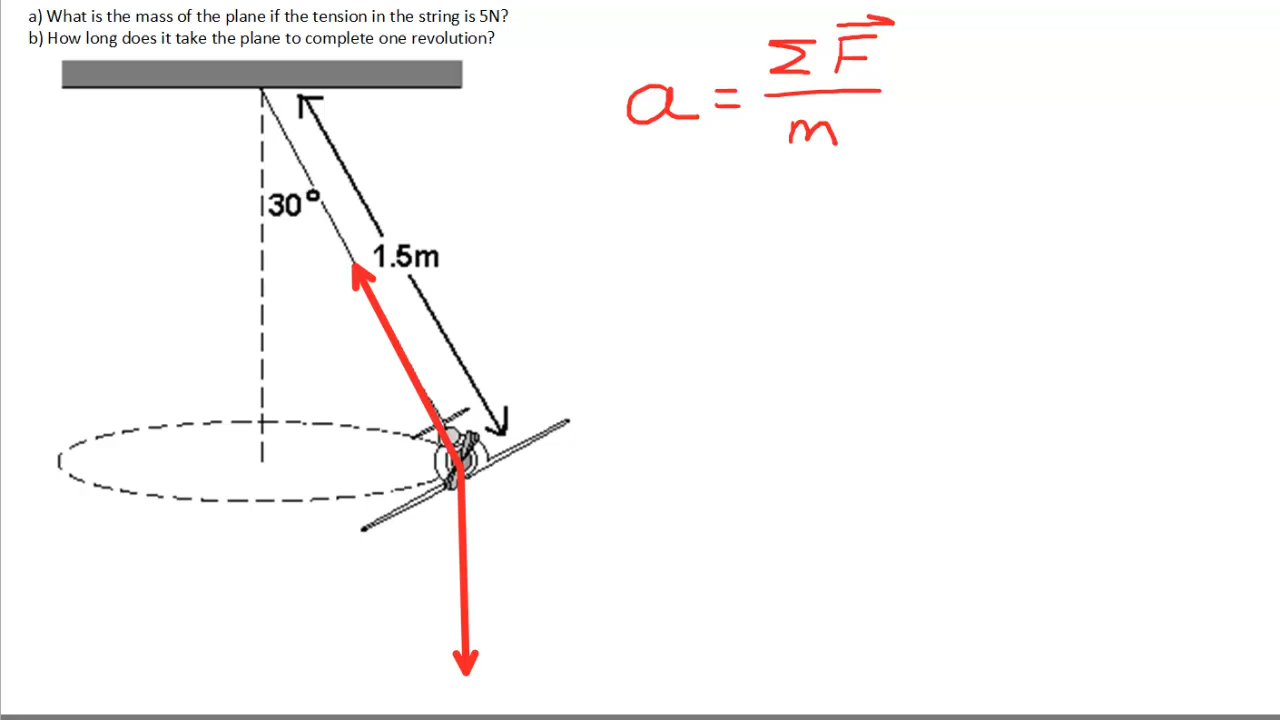 a) What is the mass of the plane if the tension in the string is 5N?
b) How long does it take the plane to complete one revolution?
a = Σ F⃗ / m
30°
1.5m